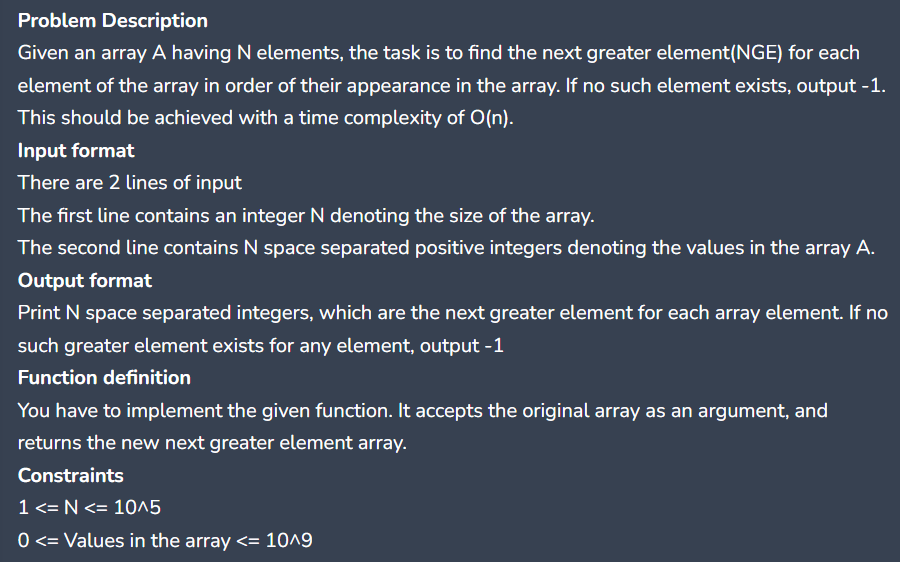 Problem Description
Given an array A having N elements, the task is to find the next greater element(NGE) for each
element of the array in order of their appearance in the array. If no such element exists, output -1.
This should be achieved with a time complexity of O(n).
Input format
There are 2 lines of input
The first line contains an integer N denoting the size of the array.
The second line contains N space separated positive integers denoting the values in the array A.
Output format
Print N space separated integers, which are the next greater element for each array element. If no
such greater element exists for any element, output -1
Function definition
You have to implement the given function. It accepts the original array as an argument, and
returns the new next greater element array.
Constraints
1 <= N <= 10^5
0 <= Values in the array <= 10^9